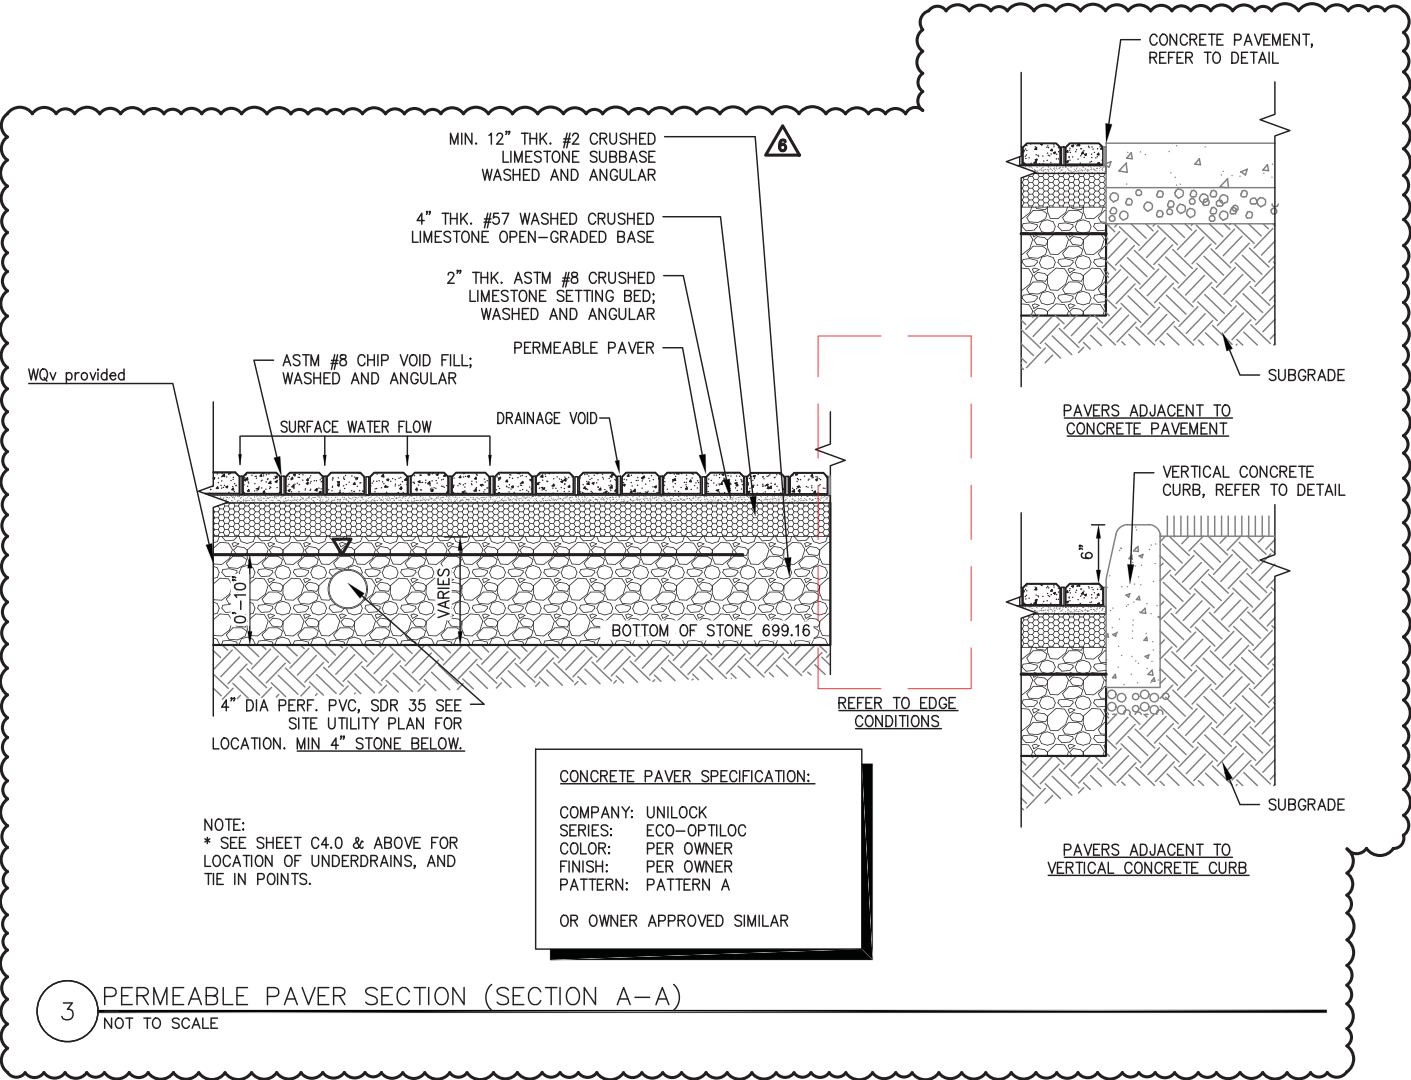 CONCRETE PAVEMENT,
REFER TO DETAIL
MIN. 12" THK. #2 CRUSHED
LIMESTONE SUBBASE
WASHED AND ANGULAR
6
4" THK. #57 WASHED CRUSHED
LIMESTONE OPEN-GRADED BASE
2" THK. ASTM #8 CRUSHED
LIMESTONE SETTING BED;
WASHED AND ANGULAR
PERMEABLE PAVER
ASTM #8 CHIP VOID FILL;
WASHED AND ANGULAR
WQv provided
SURFACE WATER FLOW
DRAINAGE VOID
SUBGRADE
PAVERS ADJACENT TO
CONCRETE PAVEMENT
VERTICAL CONCRETE
CURB, REFER TO DETAIL
6"
0'-10"
VARIES
BOTTOM OF STONE 699.16
4" DIA PERF. PVC, SDR 35 SEE
SITE UTILITY PLAN FOR
LOCATION. MIN 4" STONE BELOW.
REFER TO EDGE
CONDITIONS
SUBGRADE
PAVERS ADJACENT TO
VERTICAL CONCRETE CURB
CONCRETE PAVER SPECIFICATION:
COMPANY: UNILOCK
SERIES: ECO-OPTILOC
COLOR: PER OWNER
FINISH: PER OWNER
PATTERN: PATTERN A
OR OWNER APPROVED SIMILAR
NOTE:
* SEE SHEET C4.0 & ABOVE FOR
LOCATION OF UNDERDRAINS, AND
TIE IN POINTS.
3
PERMEABLE PAVER SECTION (SECTION A-A)
NOT TO SCALE